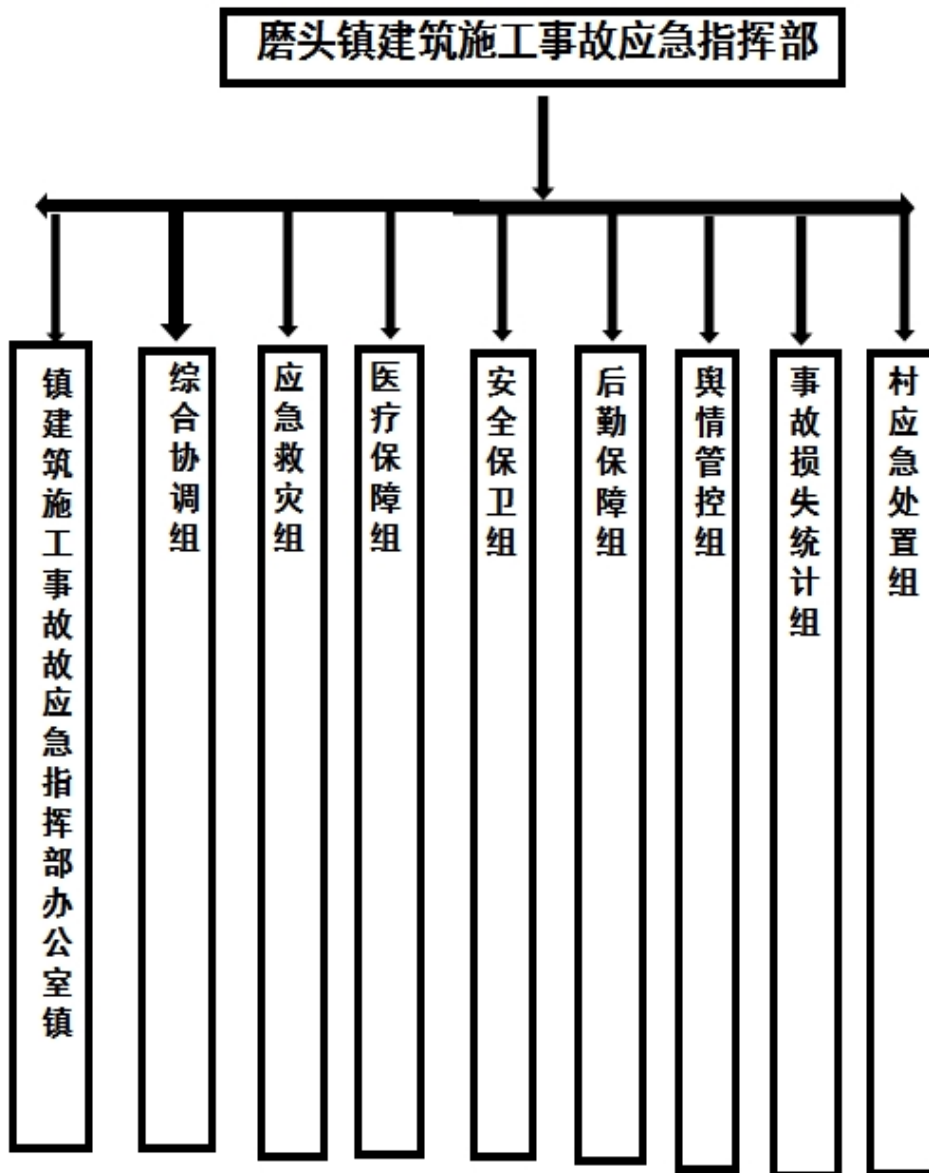 磨头镇建筑施工事故应急指挥部
镇建筑施工事故故应急指挥部办公室镇
综合协调组
应急救灾组
医疗保障组
安全保卫组
后勤保障组
舆情管控组
事故损失统计组
村应急处置组